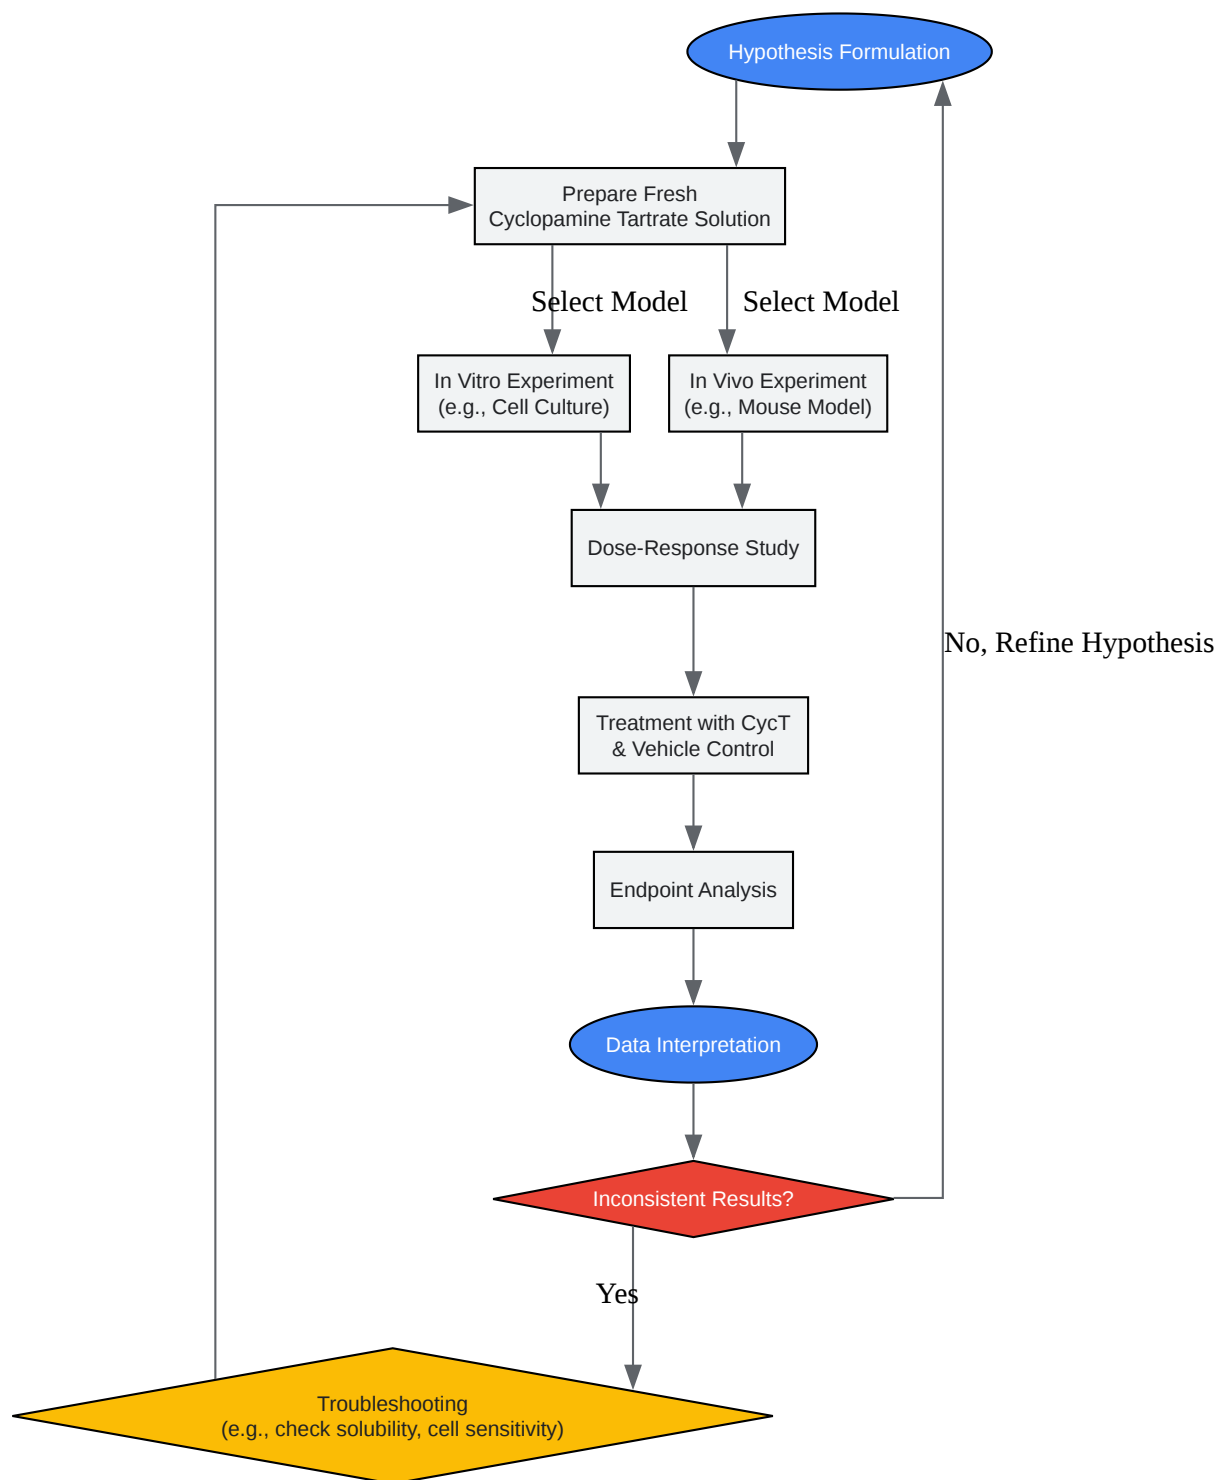 Hypothesis Formulation
Prepare Fresh
Cyclopamine Tartrate Solution
Select Model
Select Model
In Vitro Experiment
(e.g., Cell Culture)
In Vivo Experiment
(e.g., Mouse Model)
Dose-Response Study
No, Refine Hypothesis
Treatment with CycT
& Vehicle Control
Endpoint Analysis
Data Interpretation
Inconsistent Results?
Yes
Troubleshooting
(e.g., check solubility, cell sensitivity)